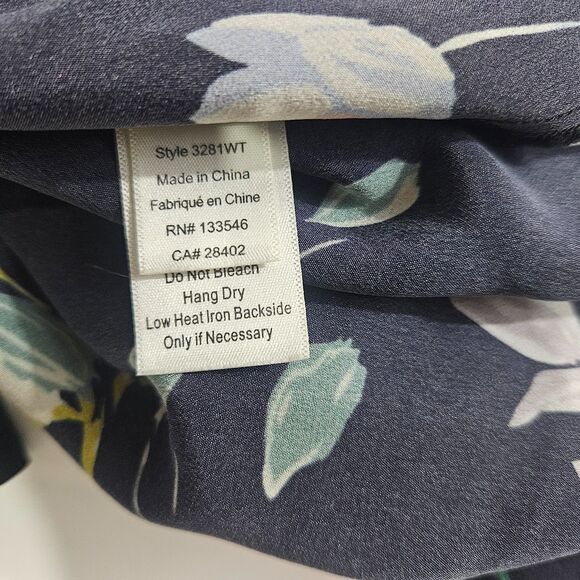 Style 3281WT
Made in China
Fabriqué en Chine
RN# 133546
CA# 28402
Do Not Bleach
Hang Dry
Low Heat Iron Backside
Only if Necessary